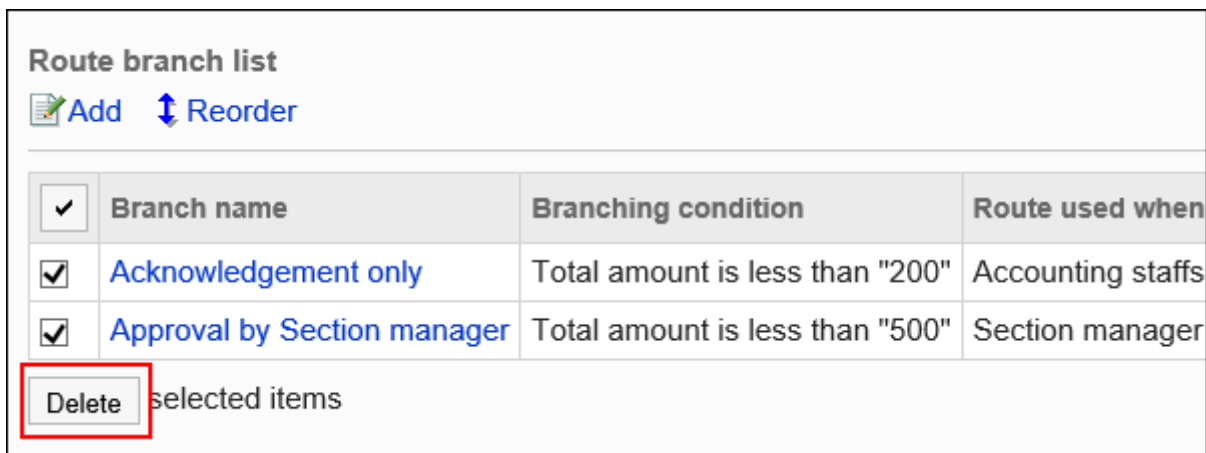 Route branch list
Add Reorder
Branch name Branching condition Route used when
Acknowledgement only Total amount is less than "200" Accounting staffs
Approval by Section manager Total amount is less than "500" Section manager
Delete selected items